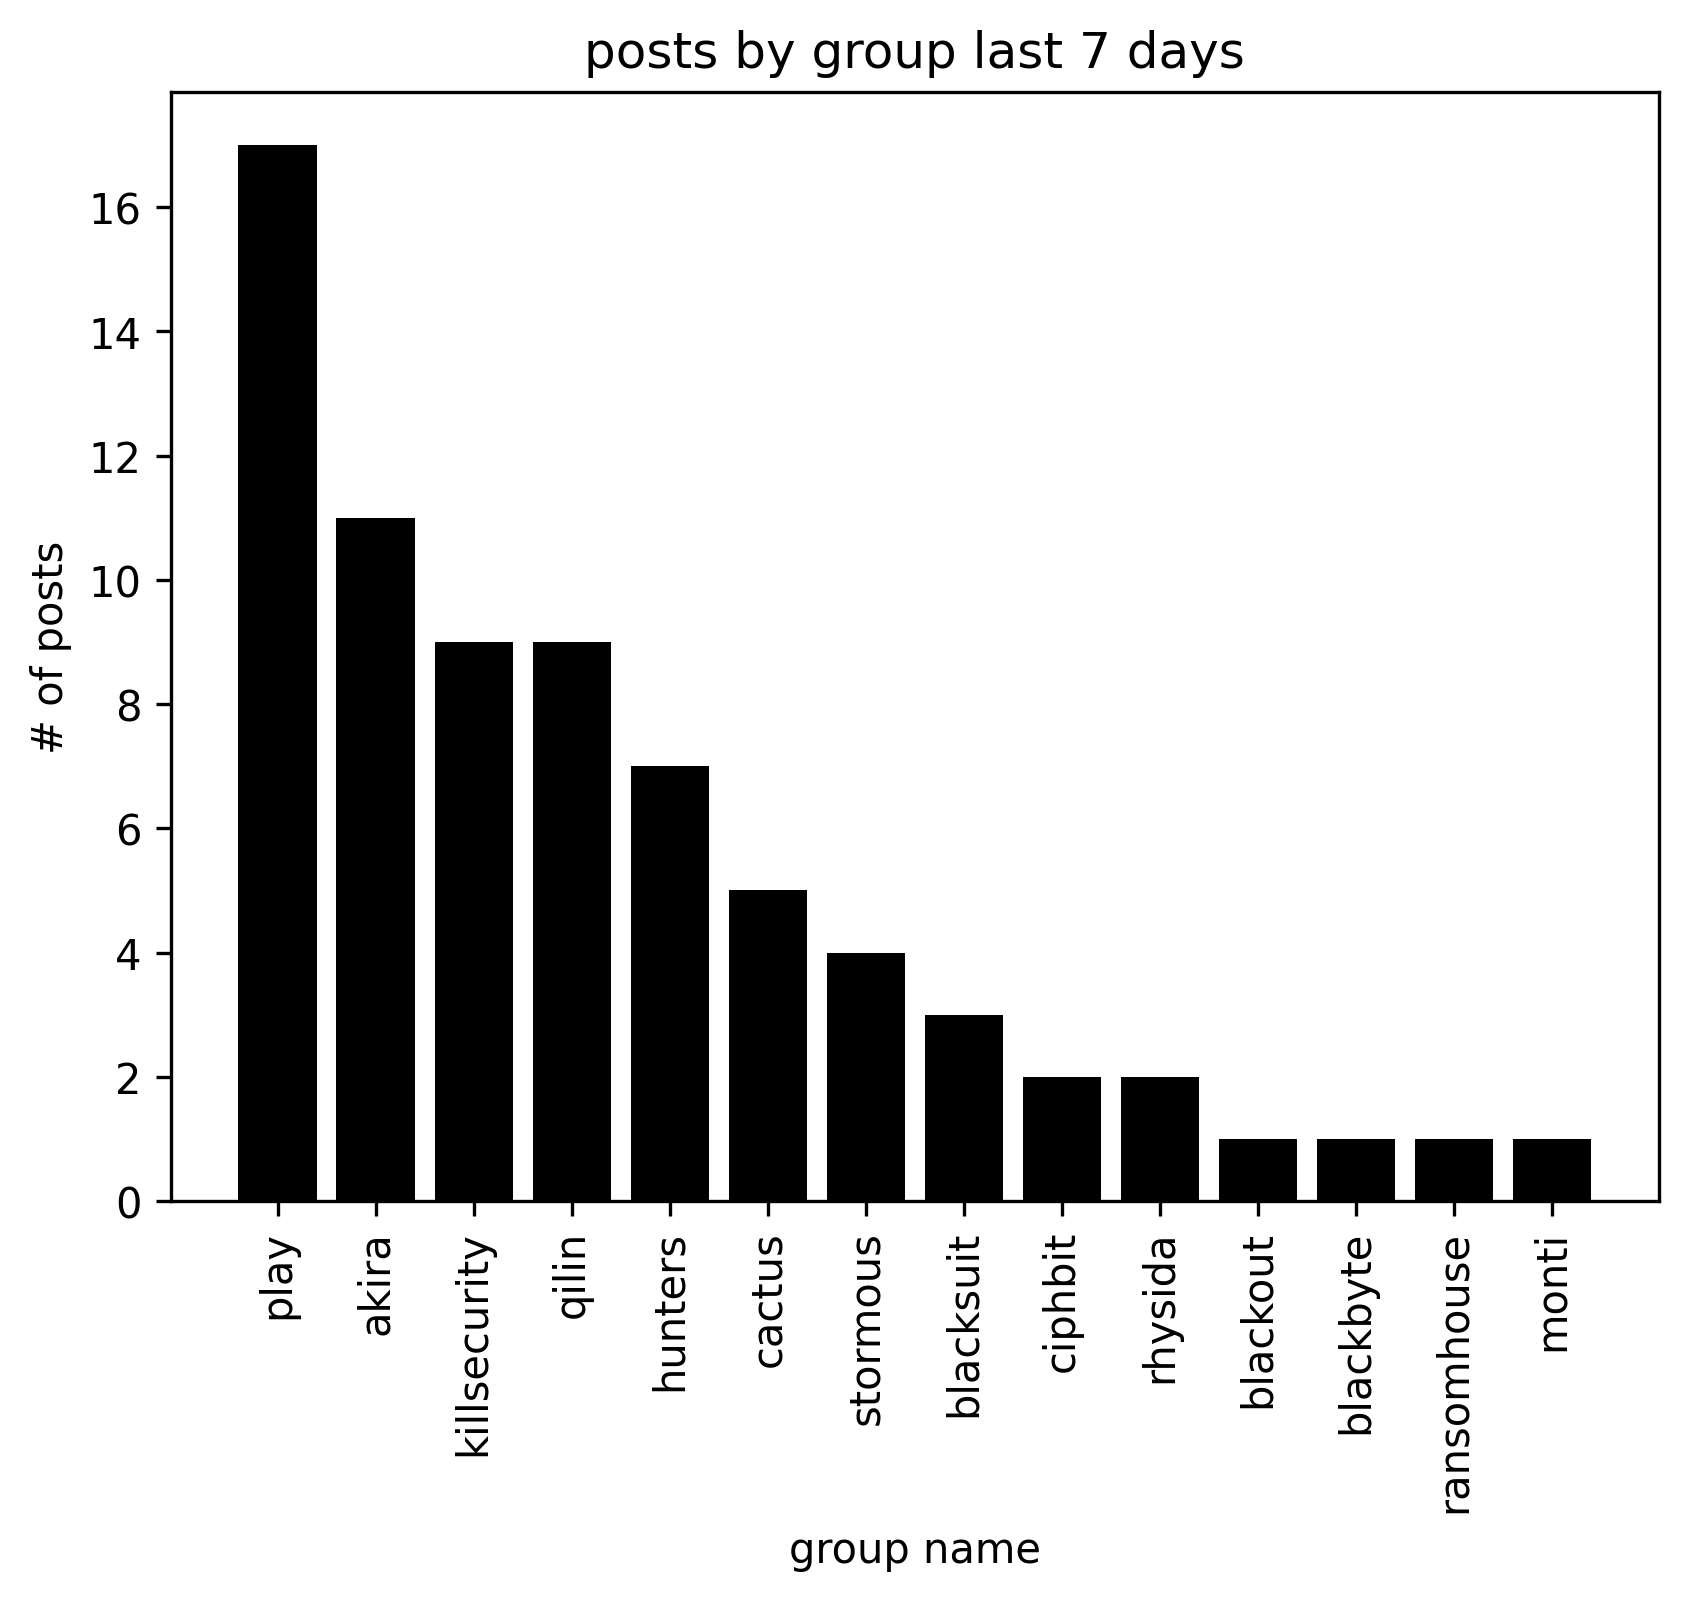 posts by group last 7 days
# of posts
16
14
12
10
8
6
4
2
0
play
akira
killsecurity
qilin
hunters
cactus
stormous
blacksuit
ciphbit
rhysida
blackout
blackbyte
ransomhouse
monti
group name